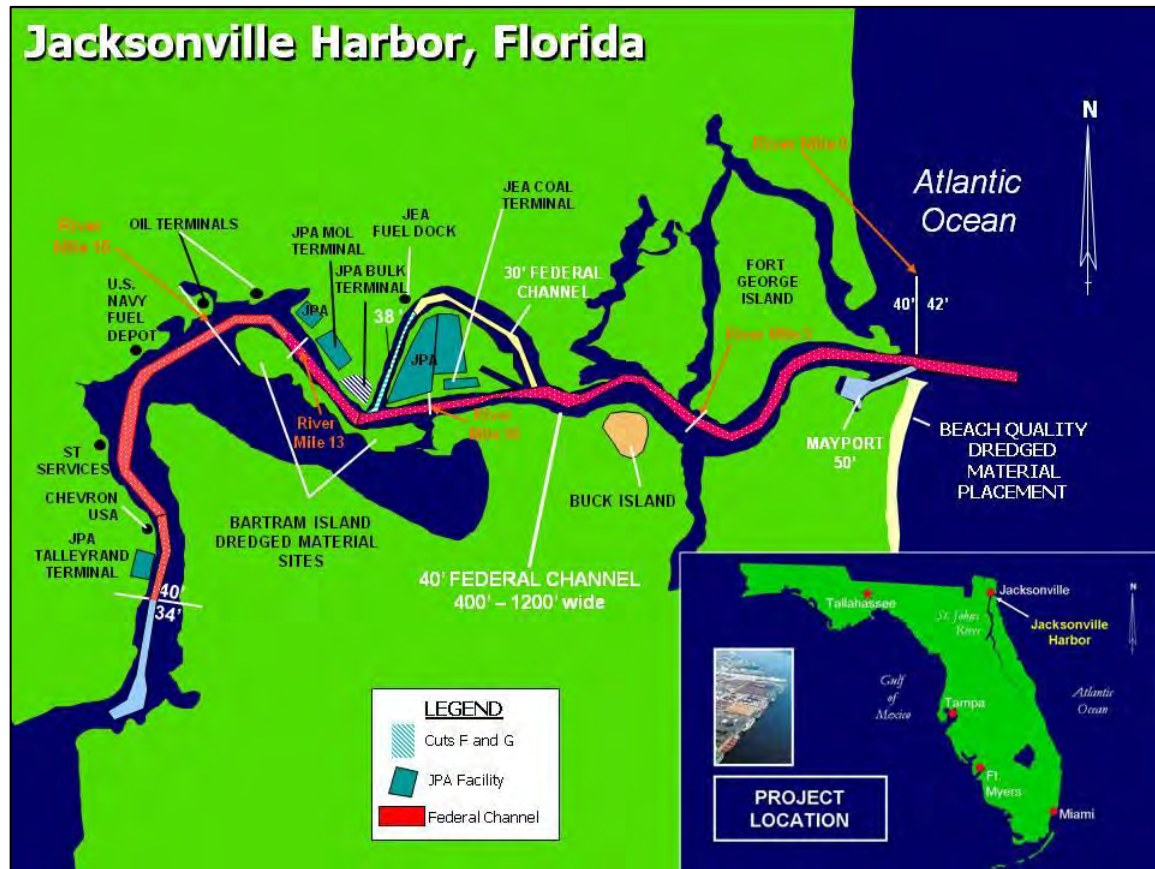 Jacksonville Harbor, Florida
N
River Mile 0
Atlantic
Ocean
JEA COAL
TERMINAL
OIL TERMINALS
JEA
FUEL DOCK
River
Mile 15
JPA MOL
TERMINAL
JPA BULK
TERMINAL
30' FEDERAL
CHANNEL
FORT
GEORGE
ISLAND
U.S.
NAVY
FUEL
DEPOT
40'
42'
JPA
38'
River Mile 5
JPA
River
Mile 13
River
Mile 10
MAYPORT
50'
BEACH QUALITY
DREDGED
MATERIAL
PLACEMENT
ST
SERVICES
BUCK ISLAND
CHEVRON
USA
BARTRAM ISLAND
DREDGED MATERIAL
SITES
JPA
TALLEYRAND
TERMINAL
40' FEDERAL CHANNEL
400' – 1200' wide
40'
34'
LEGEND
Cuts F and G
JPA Facility
Federal Channel
Tallahassee
Jacksonville
N
St. Johns
River
Jacksonville
Harbor
Gulf
of
Mexico
Atlantic
Ocean
Tampa
Ft.
Myers
Miami
PROJECT
LOCATION